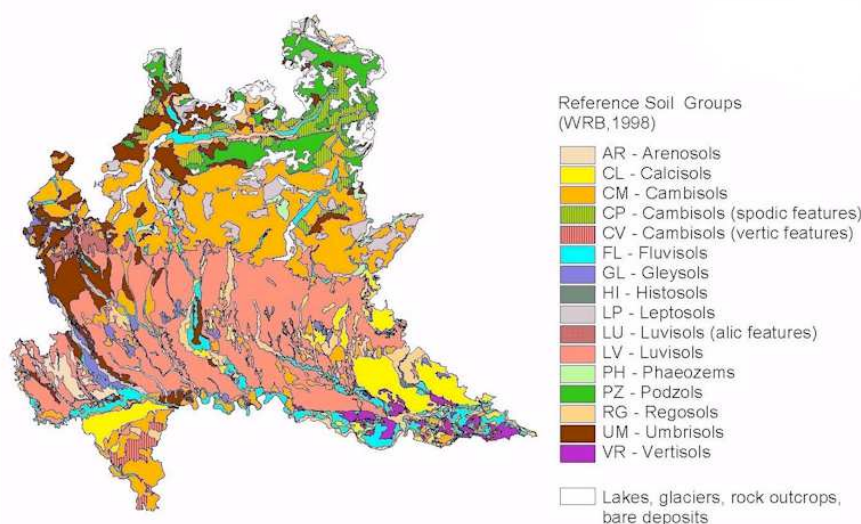 Reference Soil Groups
(WRB,1998)
AR - Arenosols
CL - Calcisols
CM - Cambisols
CP - Cambisols (spodic features)
CV - Cambisols (vertic features)
FL - Fluvisols
GL - Gleysols
HI - Histosols
LP - Leptosols
LU - Luvisols (alic features)
LV - Luvisols
PH - Phaeozems
PZ - Podzols
RG - Regosols
UM - Umbrisols
VR - Vertisols
Lakes, glaciers, rock outcrops,
bare deposits